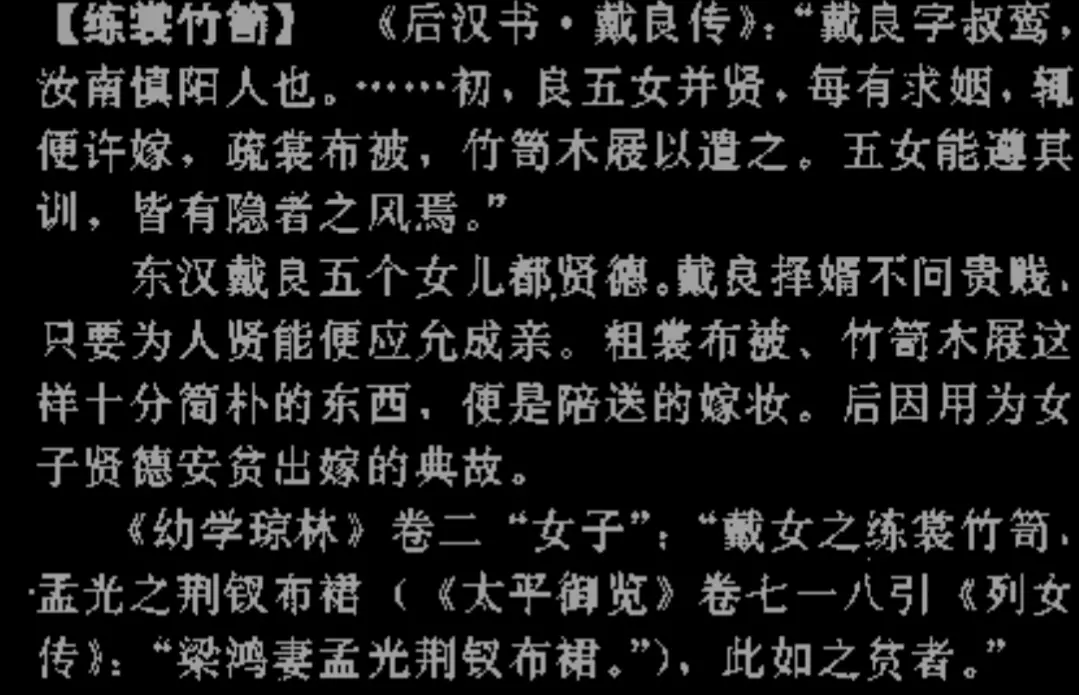 【练裳竹笥】 《后汉书·戴良传》：“戴良字叔鸾，
汝南慎阳人也。……初，良五女并贤，每有求姻，辄
便许嫁，疏裳布被，竹笥木屐以遣之。五女能遵其
训，皆有隐者之风焉。”
东汉戴良五个女儿都贤德。戴良择婿不问贵贱，
只要为人贤能便应允成亲。粗裳布被、竹笥木屐这
样十分简朴的东西，便是陪送的嫁妆。后因用为女
子贤德安贫出嫁的典故。
《幼学琼林》卷二“女子”：“戴女之练裳竹笥，
孟光之荆钗布裙（《太平御览》卷七一八引《列女
传》：“梁鸿妻孟光荆钗布裙。”），此如之贫者。”